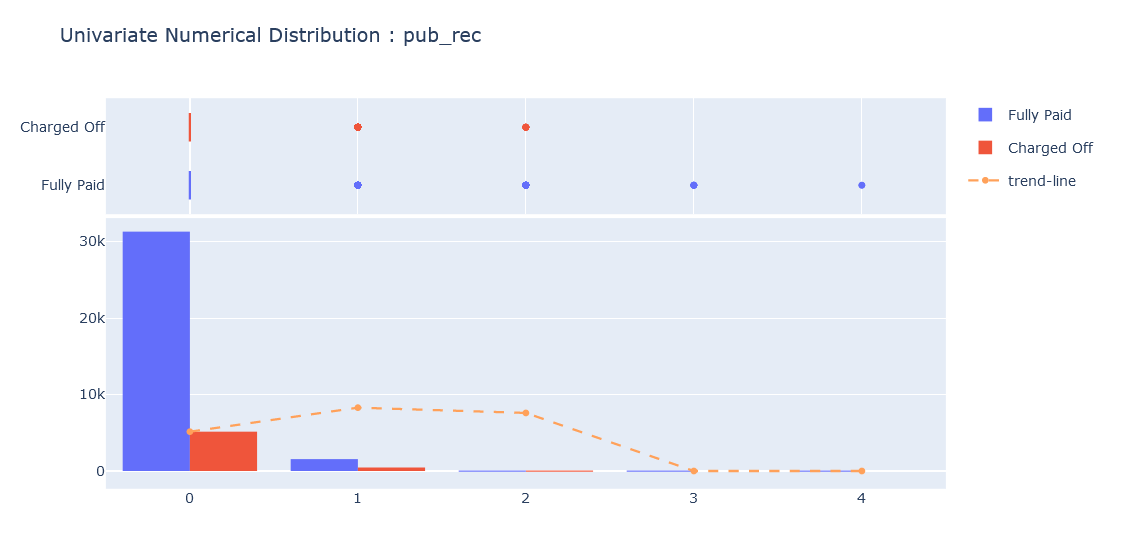 Univariate Numerical Distribution : pub_rec
Charged Off
Fully Paid
Fully Paid
Charged Off
trend-line
30k
20k
10k
0
0 1 2 3 4